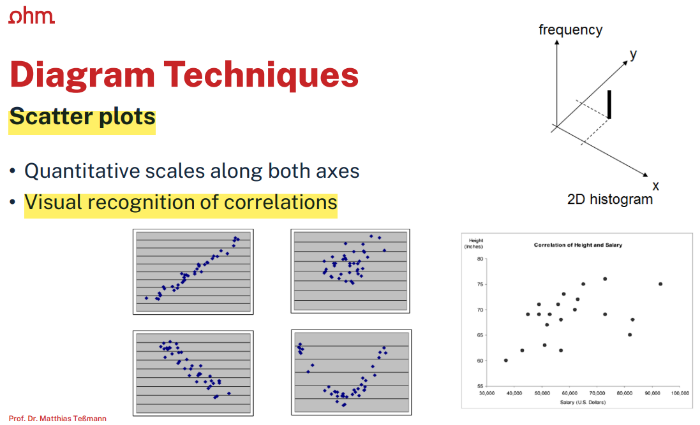 ohm
Diagram Techniques
Scatter plots
• Quantitative scales along both axes
• Visual recognition of correlations
frequency
y
x
2D histogram
Height
(inches)
Correlation of Height and Salary
80
75
70
65
60
55
30,000 40,000 50,000 60,000 70,000 80,000 90,000 100,000
Salary (U.S. Dollars)
Prof. Dr. Matthias Teßmann